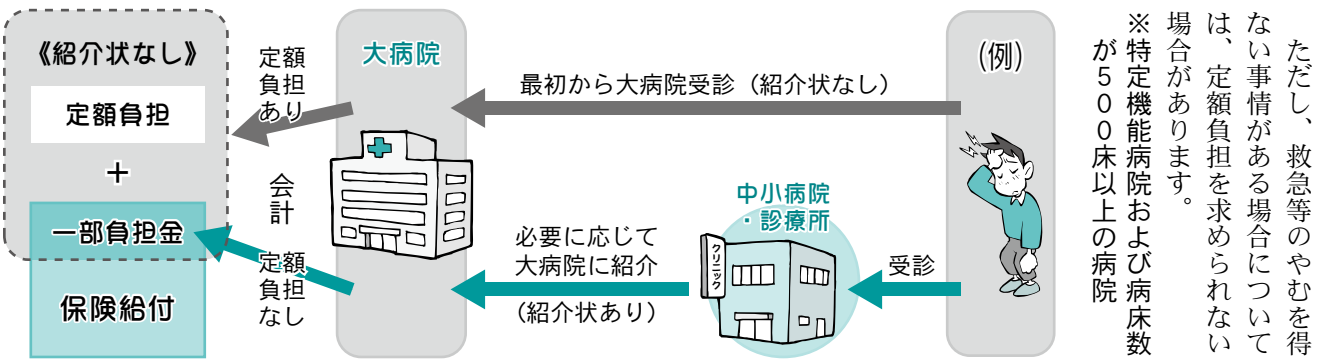 ただし、救急等のやむを得
ない事情がある場合について
は、定額負担を求められない
場合があります。
※特定機能病院および病床数
が500床以上の病院
(例)
最初から大病院受診（紹介状なし）
受診
中小病院
・診療所
クリニック
必要に応じて
大病院に紹介
（紹介状あり）
大病院
定額
負担
あり
会計
定額
負担
なし
《紹介状なし》
定額負担
＋
一部負担金
保険給付